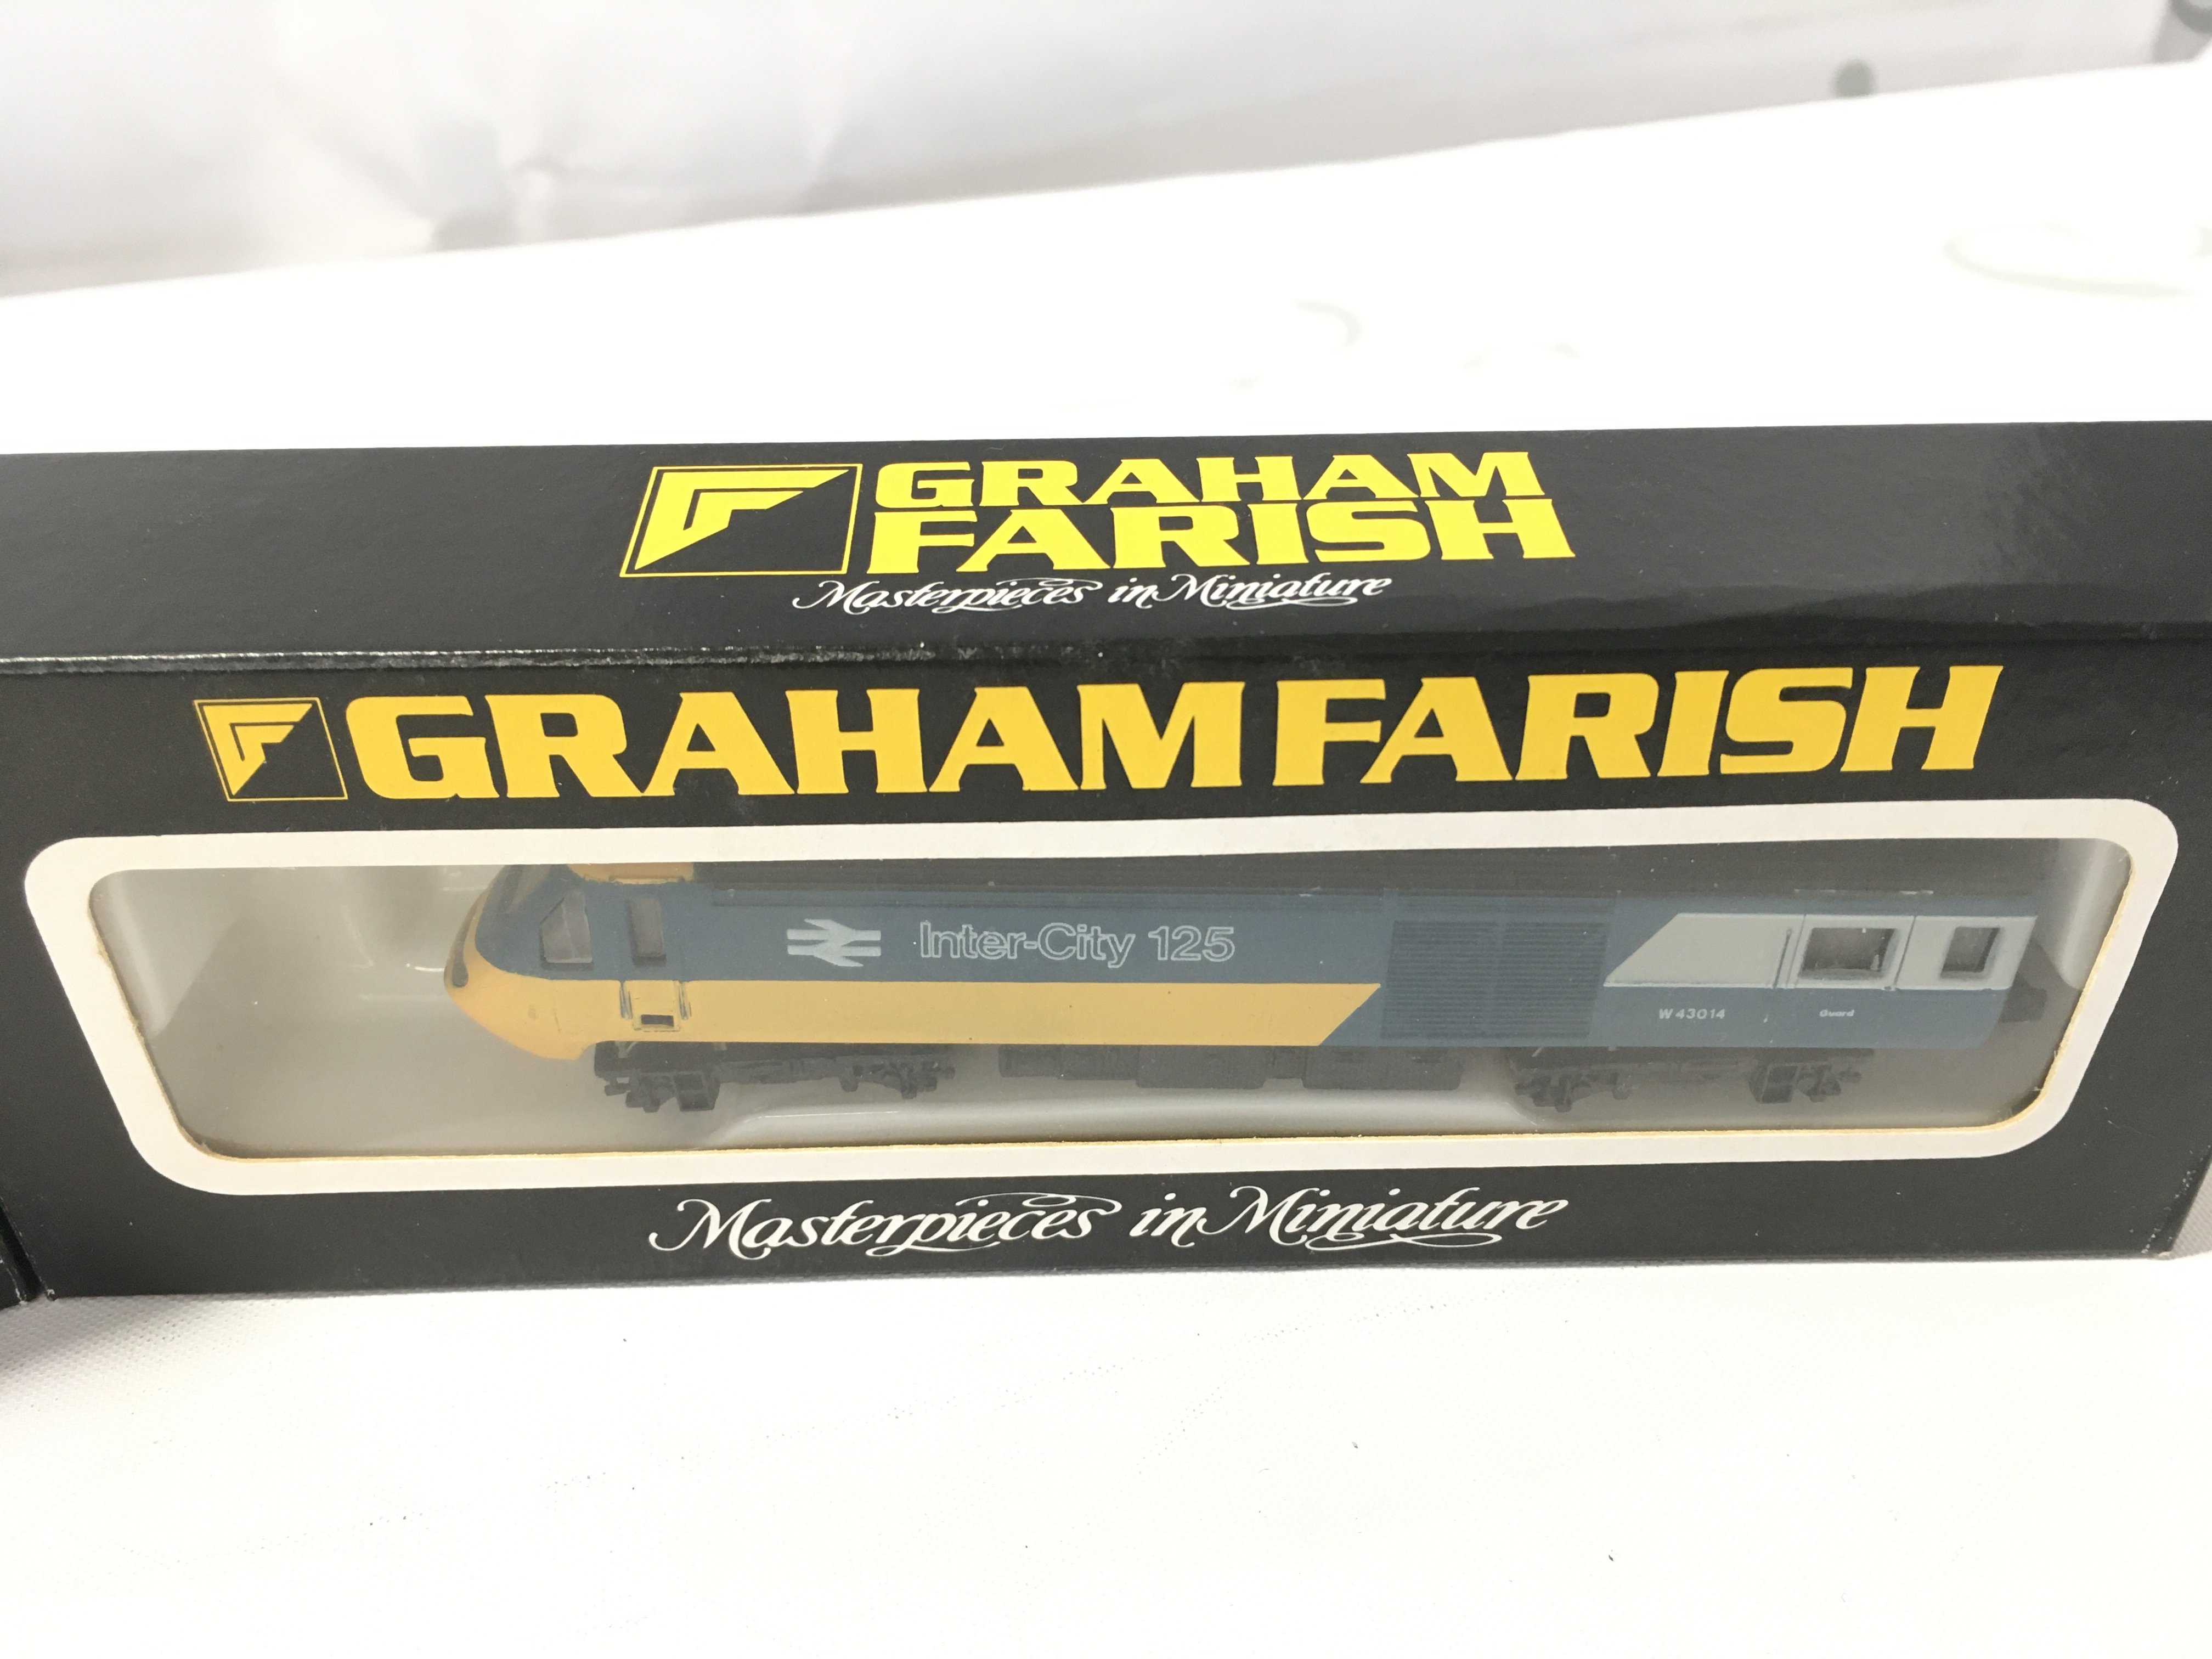 GRAHAM
FARISH
Masterpieces in Miniature
GRAHAM FARISH
Inter-City 125
W 43014
Guard
Masterpieces in Miniature